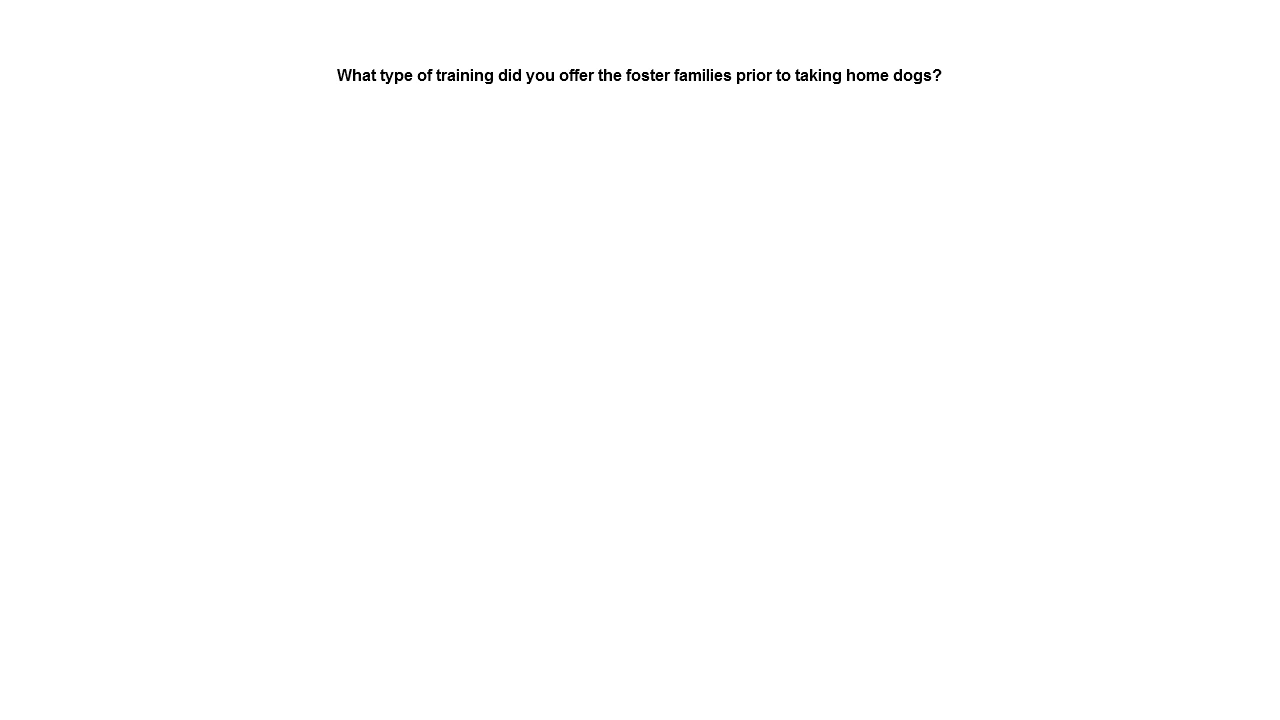 What type of training did you offer the foster families prior to taking home dogs?